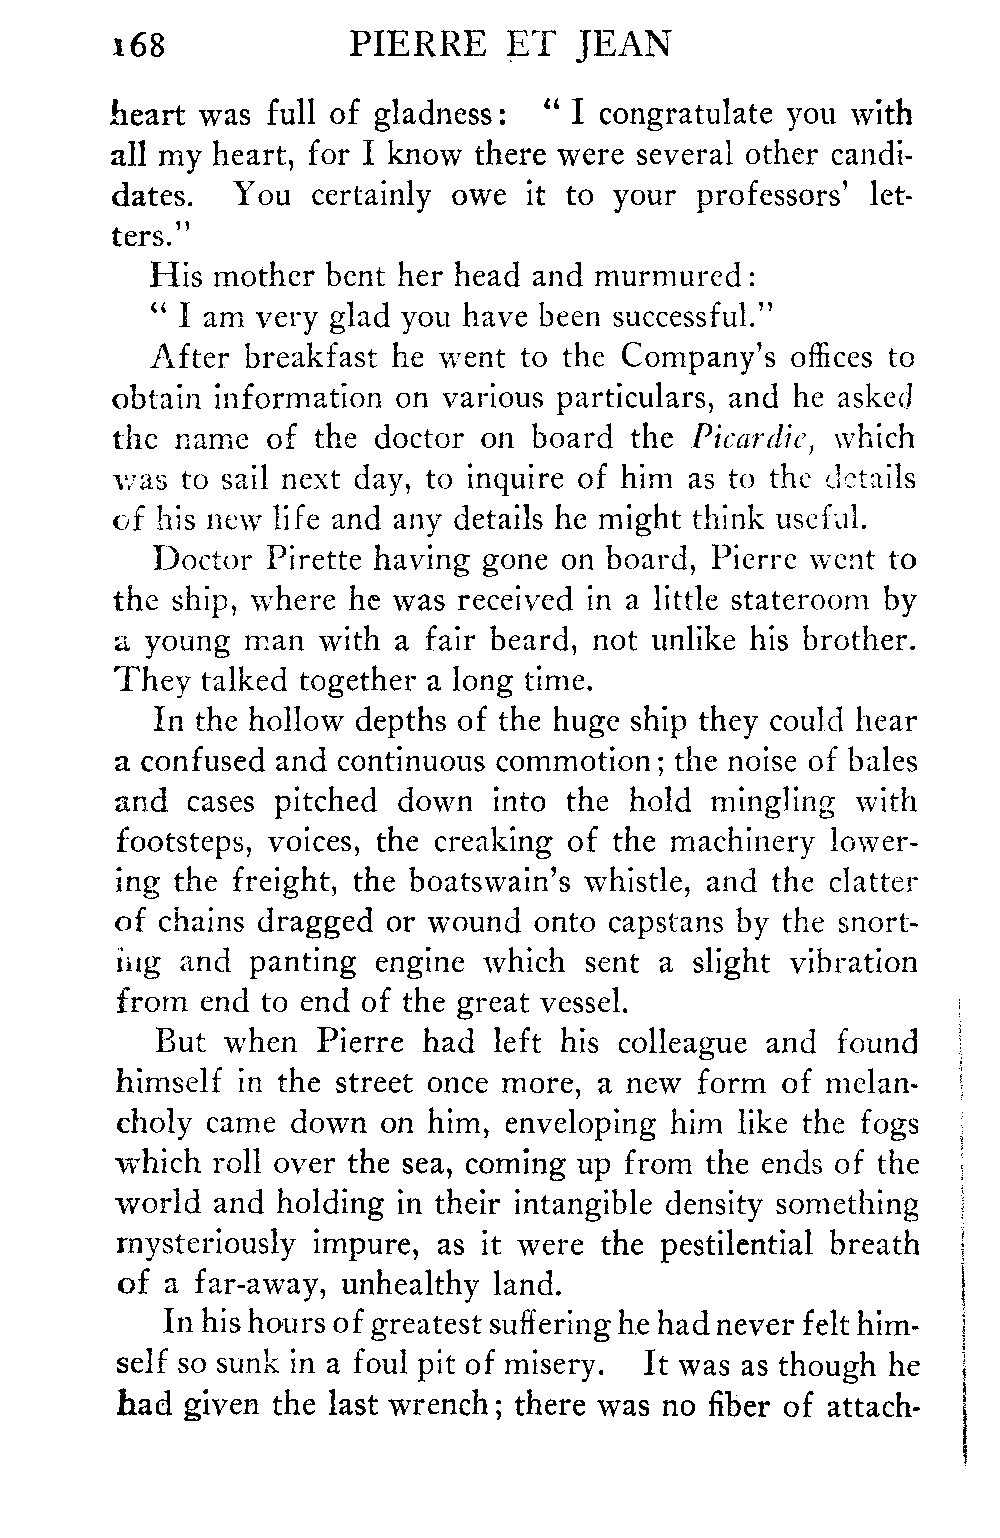 168 PIERRE ET JEAN
heart was full of gladness: “ I congratulate you with
all my heart, for I know there were several other candi-
dates. You certainly owe it to your professors' let-
ters."
His mother bent her head and murmured:
“ I am very glad you have been successful."
After breakfast he went to the Company's offices to
obtain information on various particulars, and he asked
the name of the doctor on board the Picardie, which
was to sail next day, to inquire of him as to the details
of his new life and any details he might think useful.
Doctor Pirette having gone on board, Pierre went to
the ship, where he was received in a little stateroom by
a young man with a fair beard, not unlike his brother.
They talked together a long time.
In the hollow depths of the huge ship they could hear
a confused and continuous commotion; the noise of bales
and cases pitched down into the hold mingling with
footsteps, voices, the creaking of the machinery lower-
ing the freight, the boatswain's whistle, and the clatter
of chains dragged or wound onto capstans by the snort-
ing and panting engine which sent a slight vibration
from end to end of the great vessel.
But when Pierre had left his colleague and found
himself in the street once more, a new form of melan-
choly came down on him, enveloping him like the fogs
which roll over the sea, coming up from the ends of the
world and holding in their intangible density something
mysteriously impure, as it were the pestilential breath
of a far-away, unhealthy land.
In his hours of greatest suffering he had never felt him-
self so sunk in a foul pit of misery. It was as though he
had given the last wrench; there was no fiber of attach-